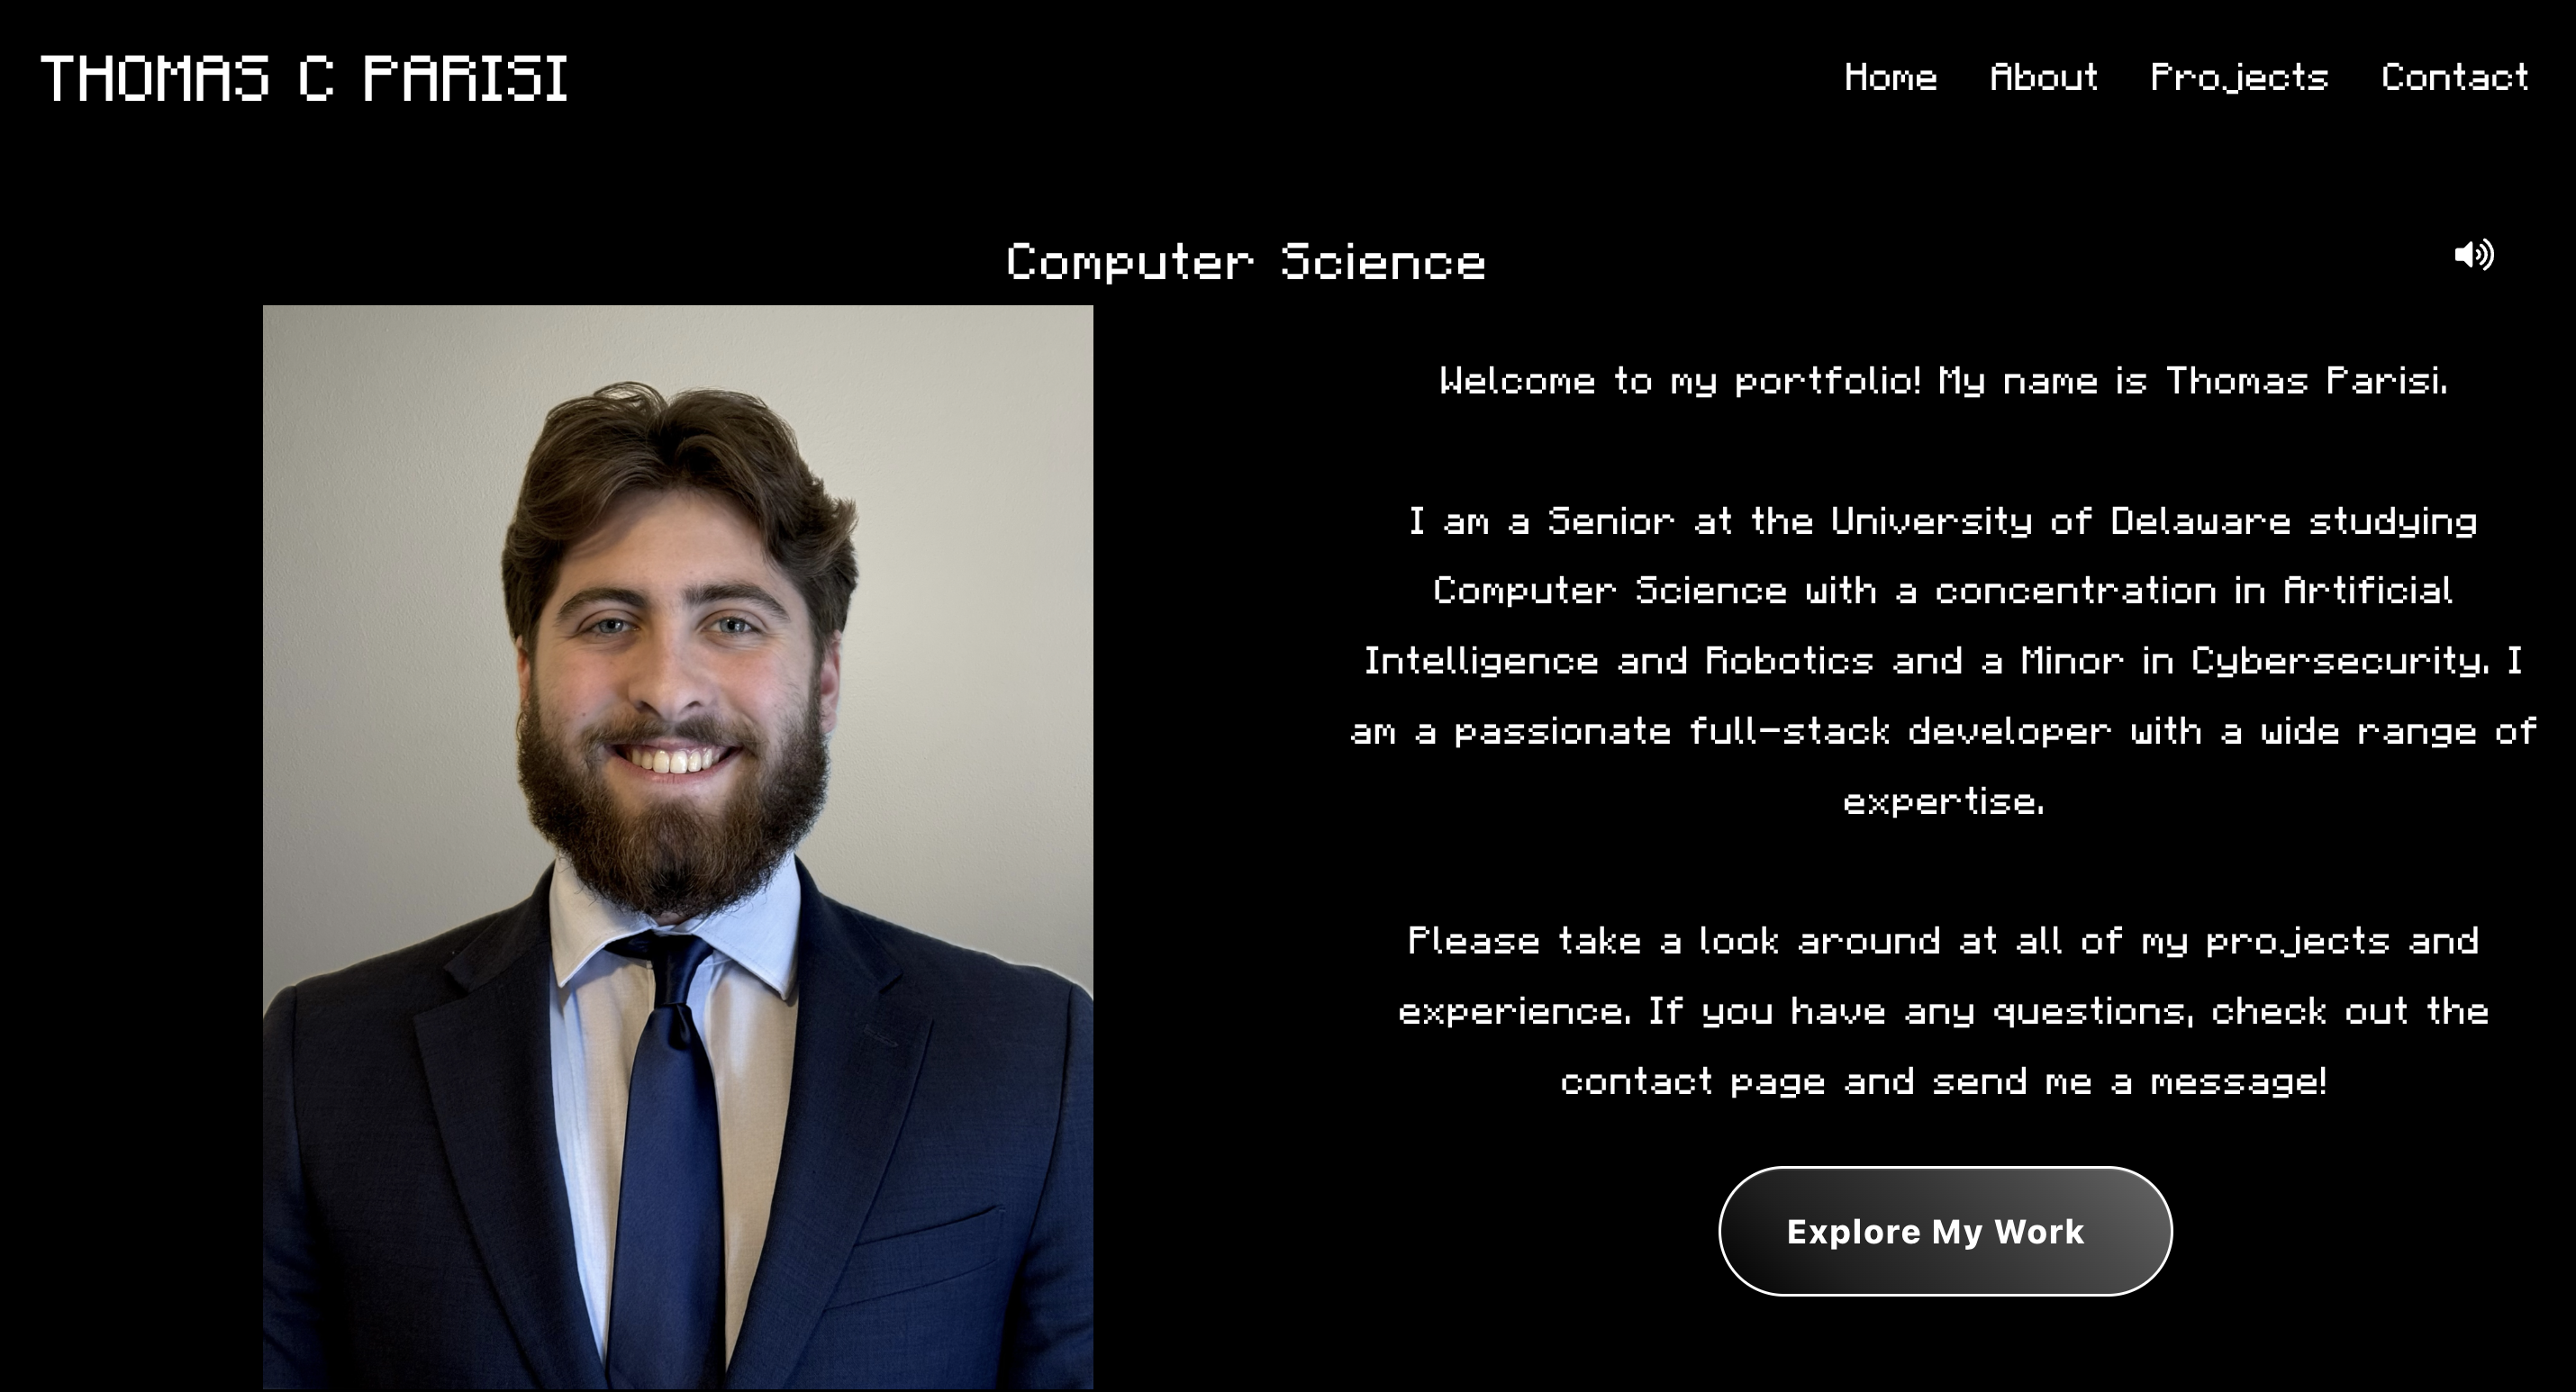 THOMAS C PARISI
Home About Projects Contact
Computer Science
Welcome to my portfolio! My name is Thomas Parisi.
I am a Senior at the University of Delaware studying
Computer Science with a concentration in Artificial
Intelligence and Robotics and a Minor in Cybersecurity. I
am a passionate full-stack developer with a wide range of
expertise.
Please take a look around at all of my projects and
experience. If you have any questions, check out the
contact page and send me a message!
Explore My Work